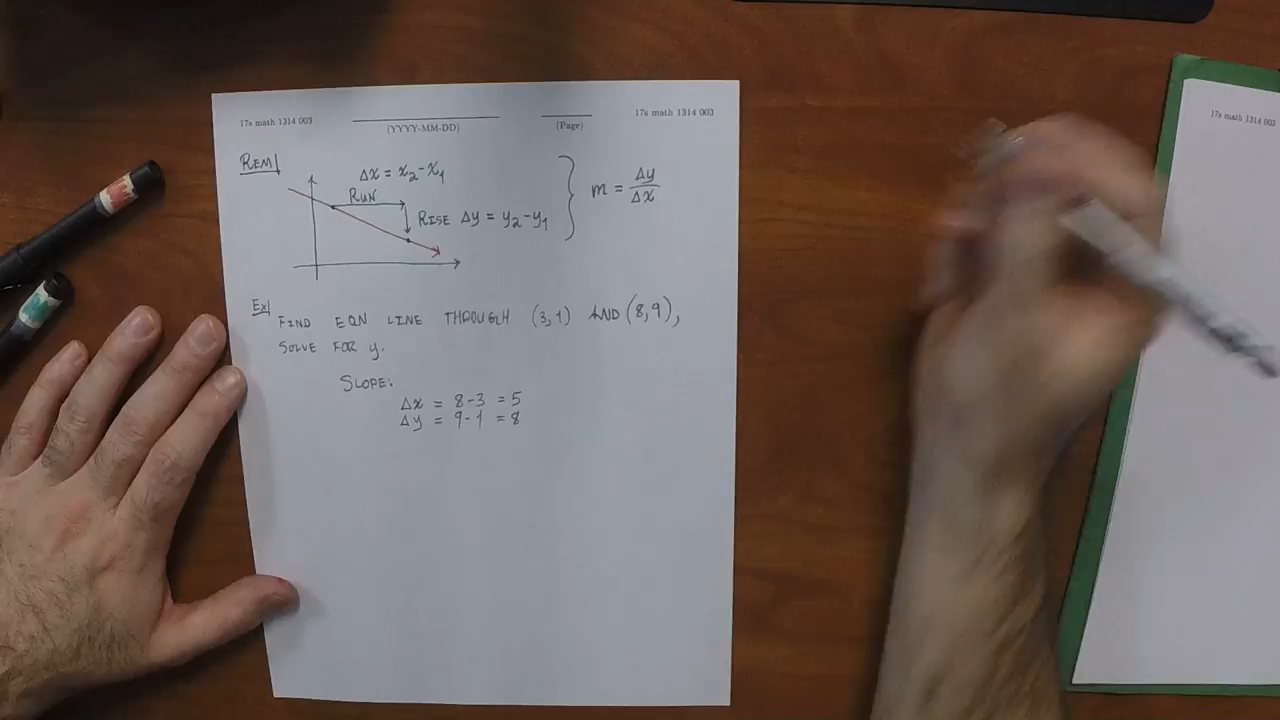 17s math 1314 003
(YYYY-MM-DD)
(Page)
17s math 1314 003
REM
Δx = x₂-x₁
RUN
RISE Δy = y₂-y₁
m = Δy/Δx
Ex
FIND EQN LINE THROUGH (3,1) AND (8,9),
SOLVE FOR y.
SLOPE:
Δx = 8-3 = 5
Δy = 9-1 = 8
17s math 1314 003